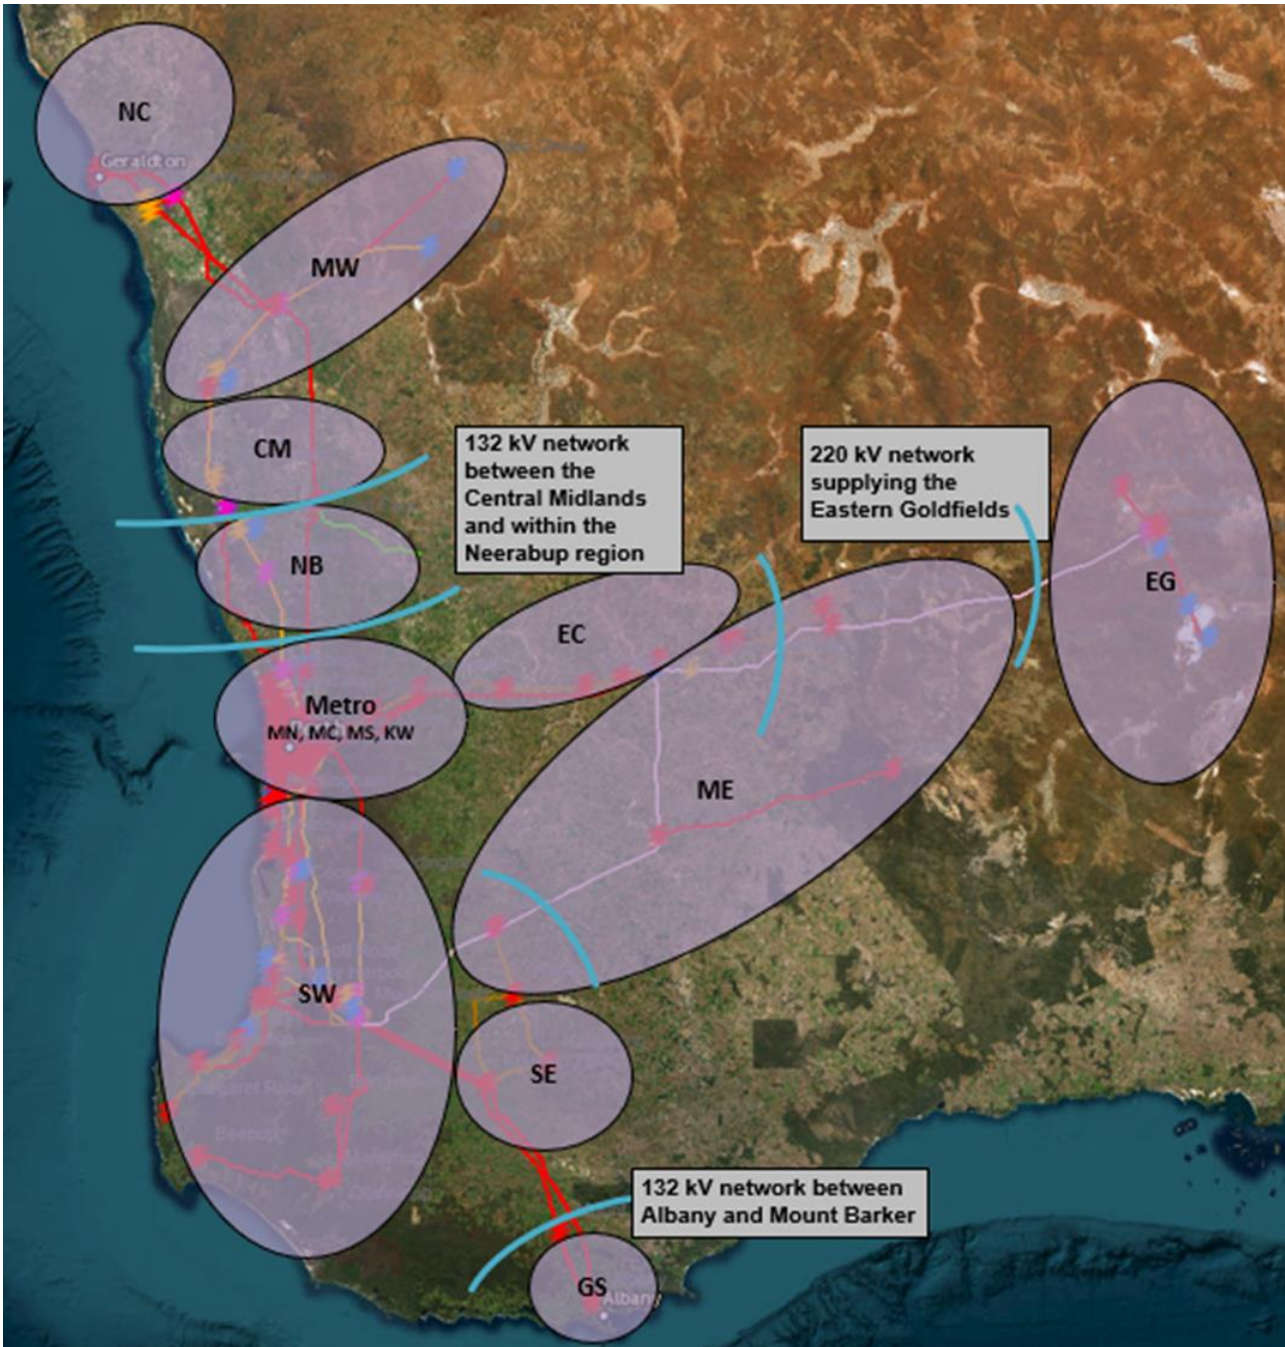 NC
Geraldton
MW
CM
132 kV network
between the
Central Midlands
and within the
Neerabup region
220 kV network
supplying the
Eastern Goldfields
NB
EG
EC
Metro
MN, MC, MS, KW
ME
SW
SE
132 kV network between
Albany and Mount Barker
GS
Albany